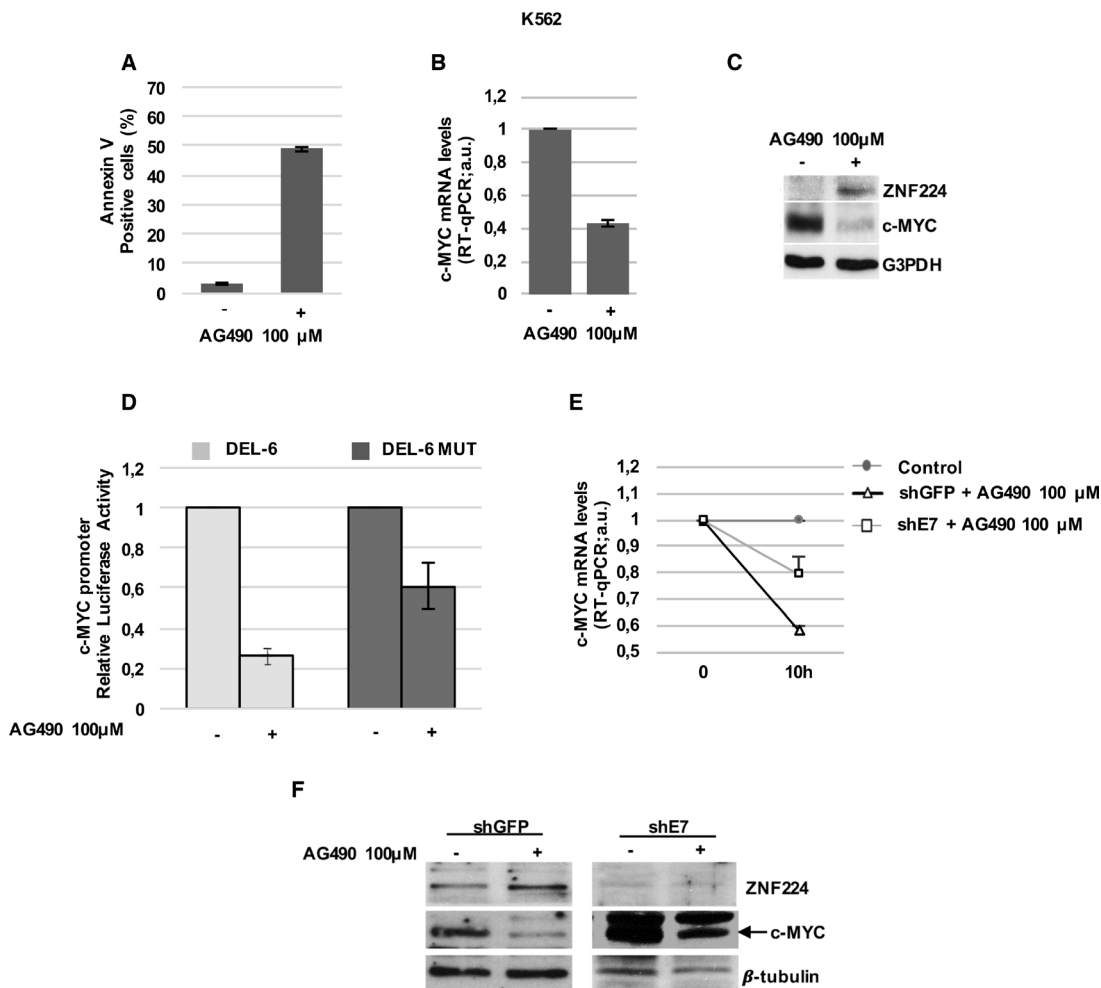 K562
A
Annexin V
Positive cells (%)
70
60
50
40
30
20
10
0
- +
AG490 100 µM
B
c-MYC mRNA levels
(RT-qPCR;a.u.)
1,2
1
0,8
0,6
0,4
0,2
0
- +
AG490 100µM
C
AG490 100µM
- +
ZNF224
c-MYC
G3PDH
D
DEL-6 DEL-6 MUT
c-MYC promoter
Relative Luciferase Activity
1,2
1
0,8
0,6
0,4
0,2
0
AG490 100µM - + - +
E
c-MYC mRNA levels
(RT-qPCR;a.u.)
1,2
1,1
1
0,9
0,8
0,7
0,6
0,5
0 10h
Control
shGFP + AG490 100 µM
shE7 + AG490 100 µM
F
shGFP shE7
AG490 100µM - + - +
ZNF224
c-MYC
β-tubulin